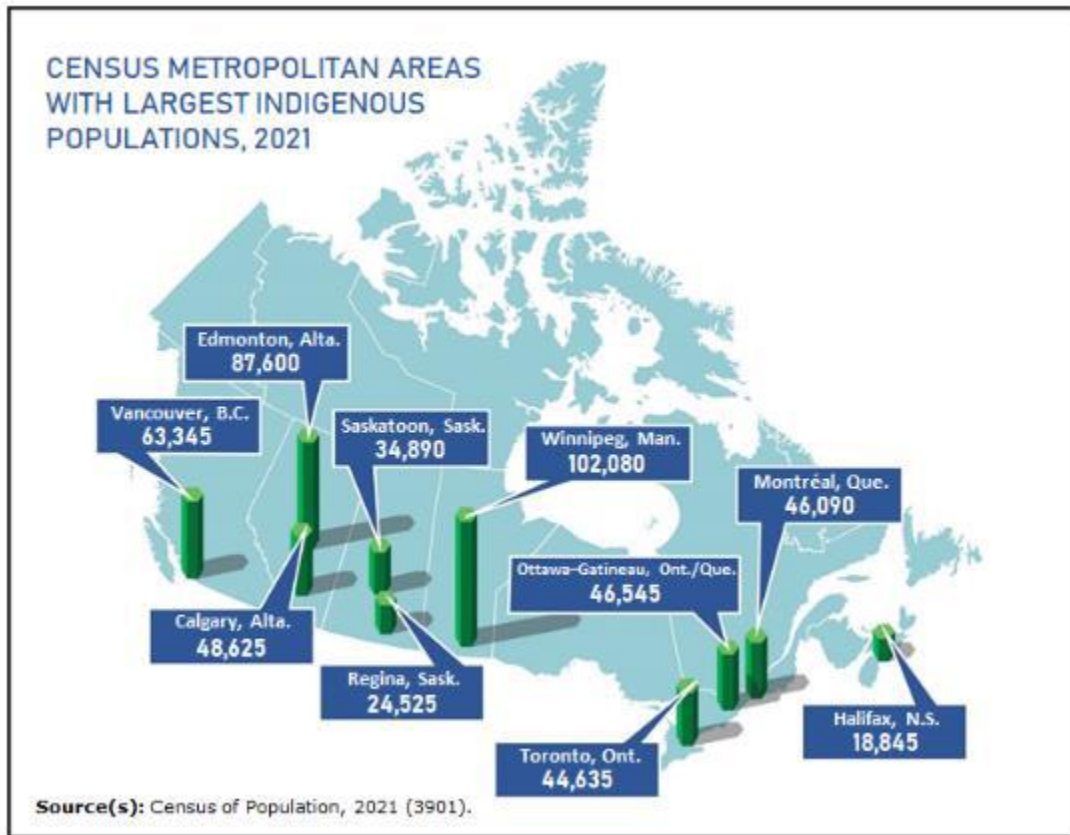 CENSUS METROPOLITAN AREAS
WITH LARGEST INDIGENOUS
POPULATIONS, 2021
Edmonton, Alta.
87,600
Vancouver, B.C.
63,345
Saskatoon, Sask.
34,890
Winnipeg, Man.
102,080
Montréal, Que.
46,090
Ottawa–Gatineau, Ont./Que.
46,545
Calgary, Alta.
48,625
Regina, Sask.
24,525
Halifax, N.S.
18,845
Toronto, Ont.
44,635
Source(s): Census of Population, 2021 (3901).